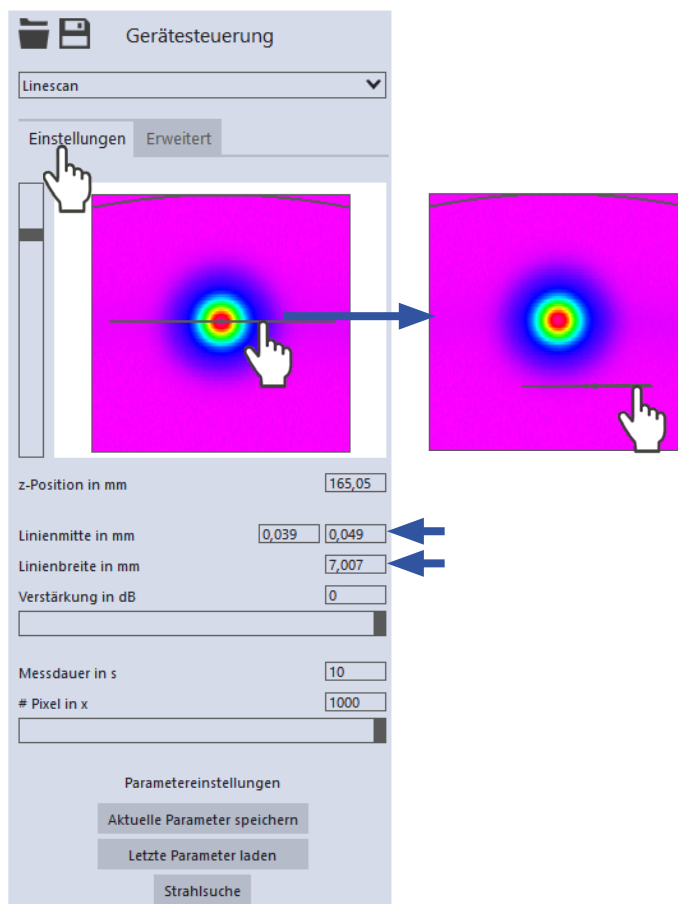 Gerätesteuerung
Linescan
Einstellungen Erweitert
z-Position in mm 165,05
Linienmitte in mm 0,039 0,049
Linienbreite in mm 7,007
Verstärkung in dB 0
Messdauer in s 10
# Pixel in x 1000
Parametereinstellungen
Aktuelle Parameter speichern
Letzte Parameter laden
Strahlsuche